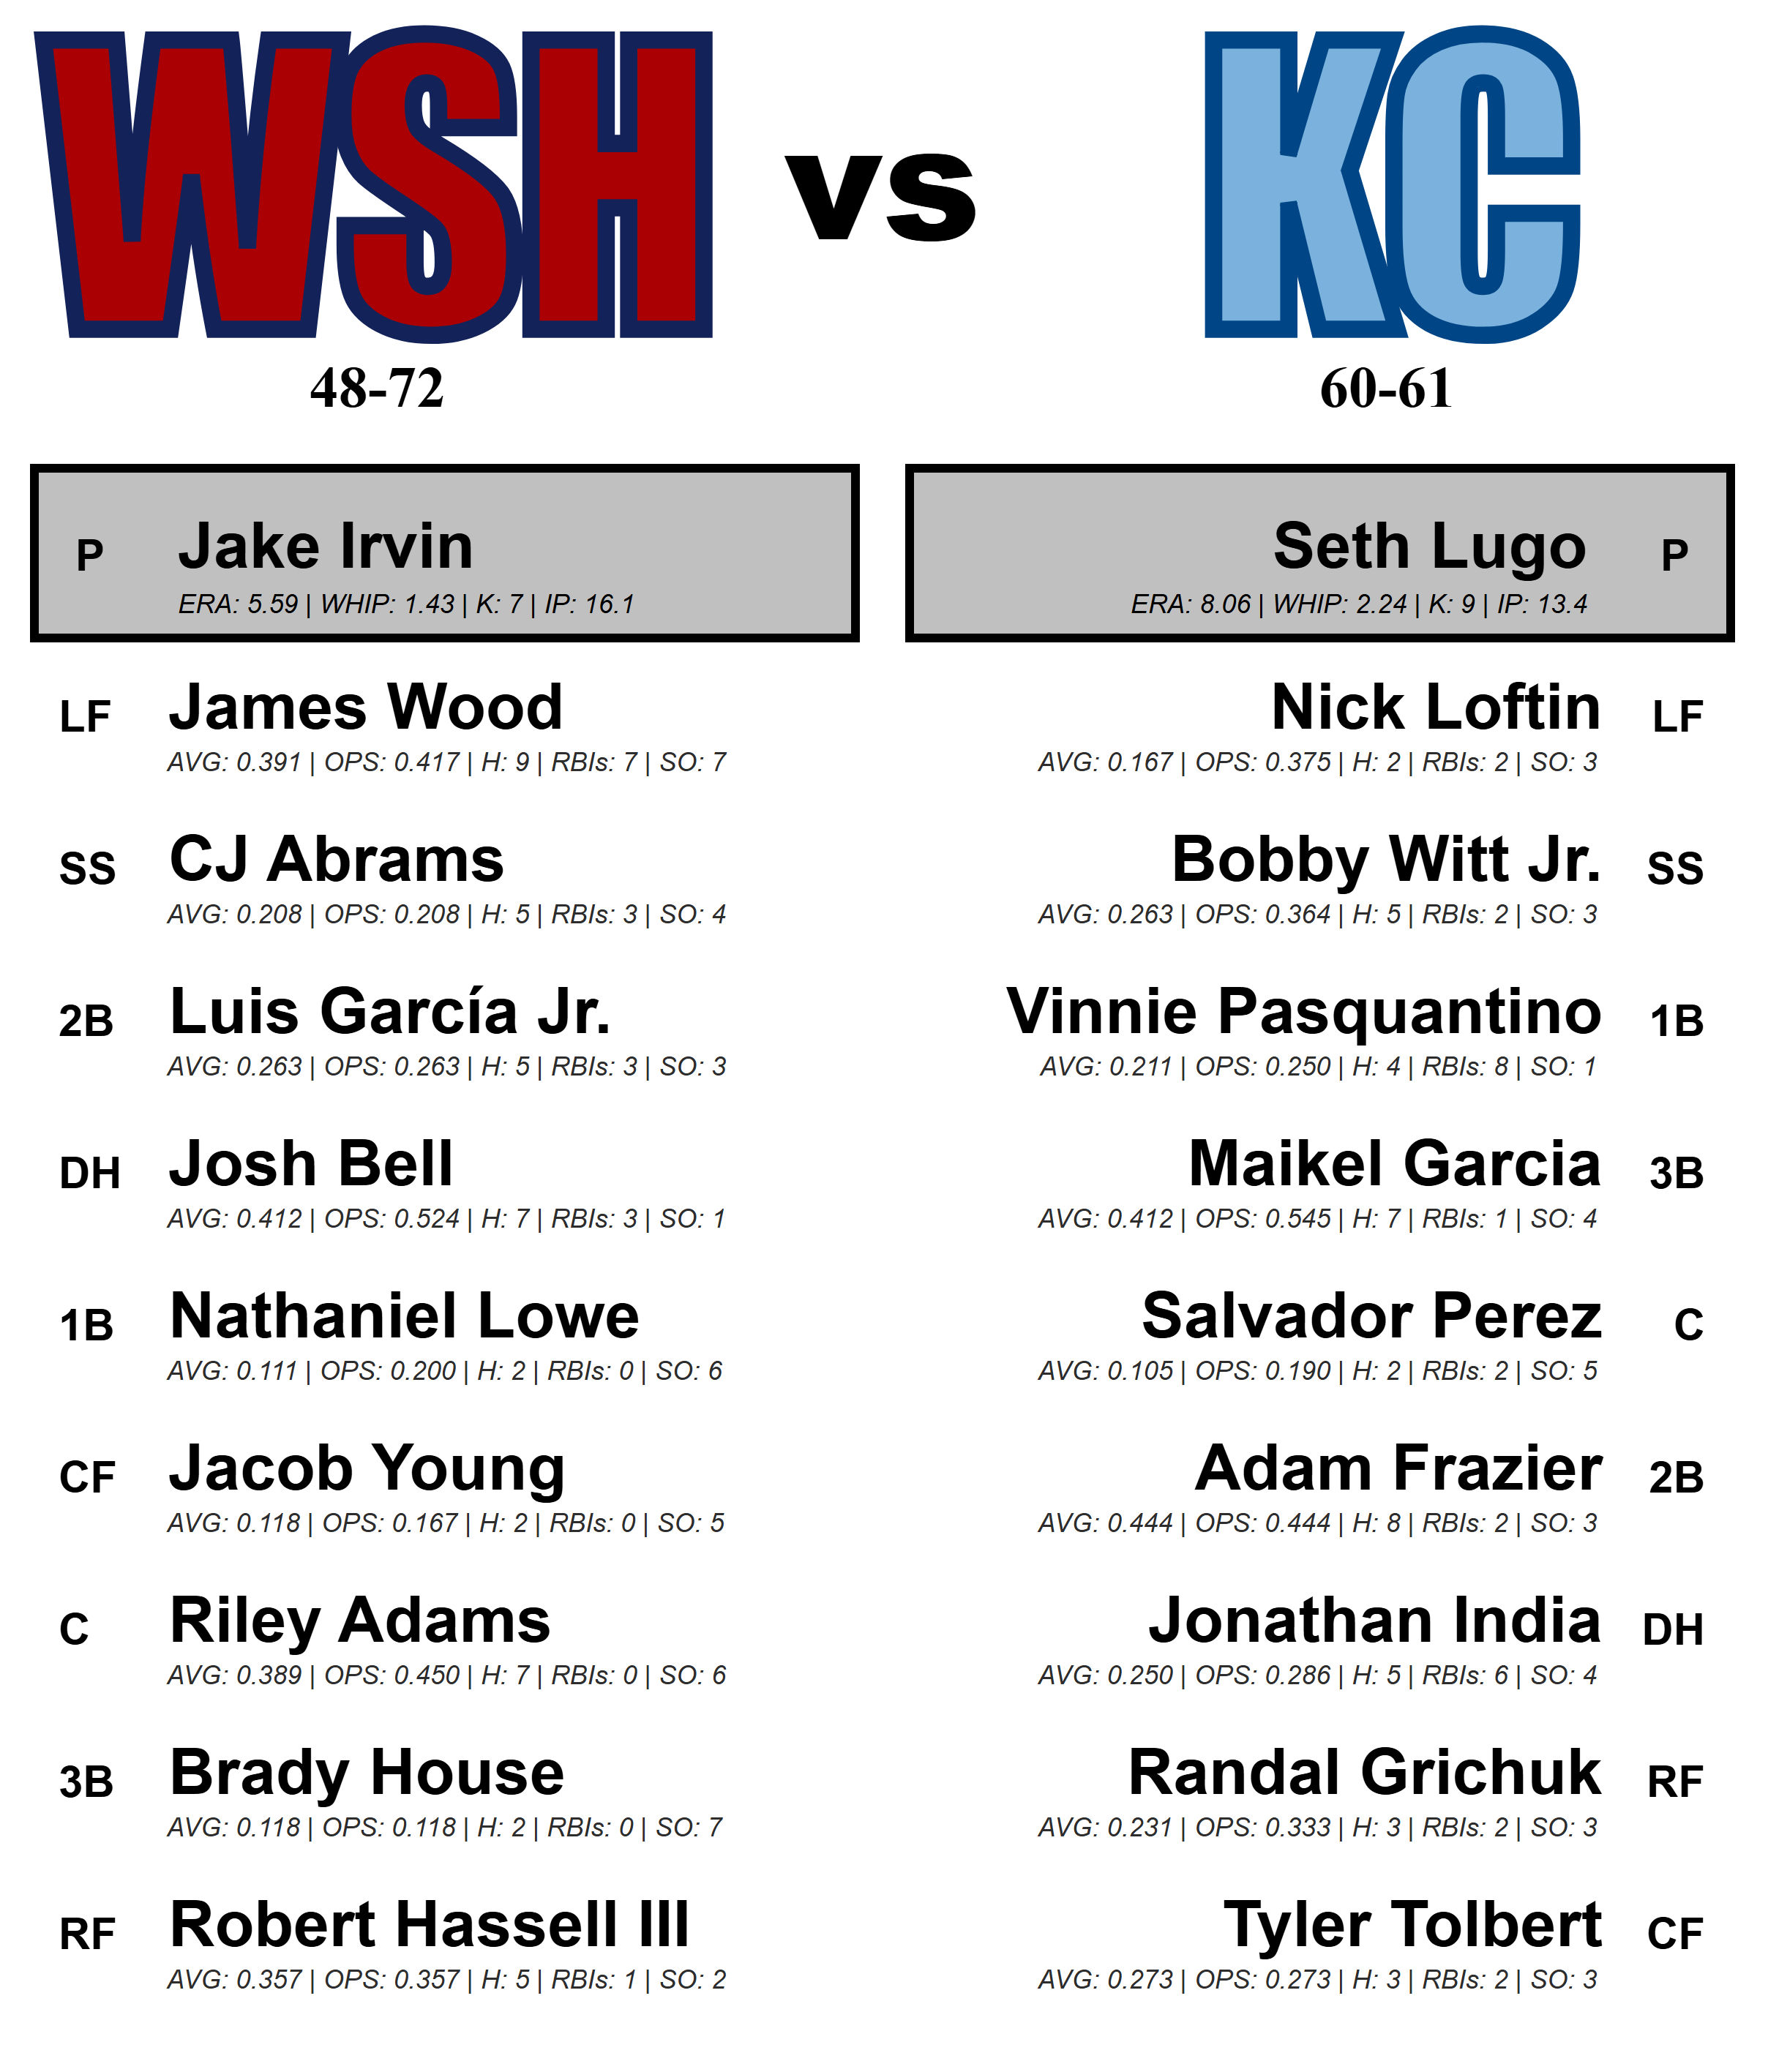 WSH vs KC
48-72
60-61
P Jake Irvin
ERA: 5.59 | WHIP: 1.43 | K: 7 | IP: 16.1
Seth Lugo P
ERA: 8.06 | WHIP: 2.24 | K: 9 | IP: 13.4
LF James Wood
AVG: 0.391 | OPS: 0.417 | H: 9 | RBIs: 7 | SO: 7
Nick Loftin LF
AVG: 0.167 | OPS: 0.375 | H: 2 | RBIs: 2 | SO: 3
SS CJ Abrams
AVG: 0.208 | OPS: 0.208 | H: 5 | RBIs: 3 | SO: 4
Bobby Witt Jr. SS
AVG: 0.263 | OPS: 0.364 | H: 5 | RBIs: 2 | SO: 3
2B Luis García Jr.
AVG: 0.263 | OPS: 0.263 | H: 5 | RBIs: 3 | SO: 3
Vinnie Pasquantino 1B
AVG: 0.211 | OPS: 0.250 | H: 4 | RBIs: 8 | SO: 1
DH Josh Bell
AVG: 0.412 | OPS: 0.524 | H: 7 | RBIs: 3 | SO: 1
Maikel Garcia 3B
AVG: 0.412 | OPS: 0.545 | H: 7 | RBIs: 1 | SO: 4
1B Nathaniel Lowe
AVG: 0.111 | OPS: 0.200 | H: 2 | RBIs: 0 | SO: 6
Salvador Perez C
AVG: 0.105 | OPS: 0.190 | H: 2 | RBIs: 2 | SO: 5
CF Jacob Young
AVG: 0.118 | OPS: 0.167 | H: 2 | RBIs: 0 | SO: 5
Adam Frazier 2B
AVG: 0.444 | OPS: 0.444 | H: 8 | RBIs: 2 | SO: 3
C Riley Adams
AVG: 0.389 | OPS: 0.450 | H: 7 | RBIs: 0 | SO: 6
Jonathan India DH
AVG: 0.250 | OPS: 0.286 | H: 5 | RBIs: 6 | SO: 4
3B Brady House
AVG: 0.118 | OPS: 0.118 | H: 2 | RBIs: 0 | SO: 7
Randal Grichuk RF
AVG: 0.231 | OPS: 0.333 | H: 3 | RBIs: 2 | SO: 3
RF Robert Hassell III
AVG: 0.357 | OPS: 0.357 | H: 5 | RBIs: 1 | SO: 2
Tyler Tolbert CF
AVG: 0.273 | OPS: 0.273 | H: 3 | RBIs: 2 | SO: 3